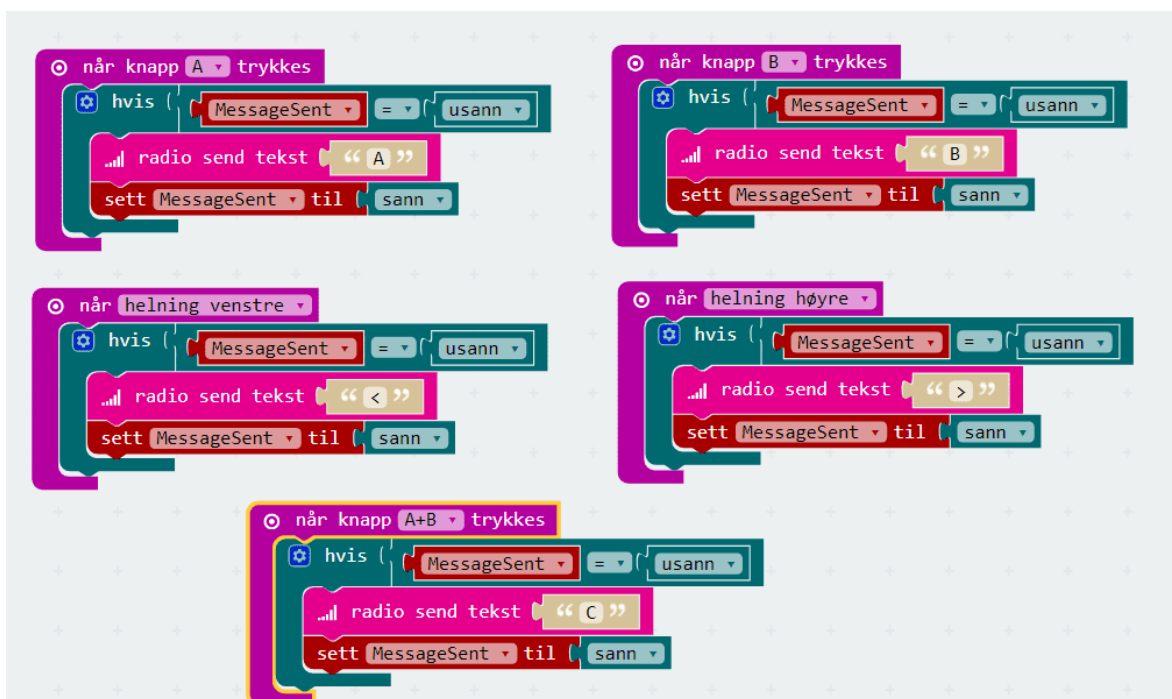 når knapp A trykkes
hvis MessageSent = usann
radio send tekst “ A ”
sett MessageSent til sann
når knapp B trykkes
hvis MessageSent = usann
radio send tekst “ B ”
sett MessageSent til sann
når helning venstre
hvis MessageSent = usann
radio send tekst “ < ”
sett MessageSent til sann
når helning høyre
hvis MessageSent = usann
radio send tekst “ > ”
sett MessageSent til sann
når knapp A+B trykkes
hvis MessageSent = usann
radio send tekst “ C ”
sett MessageSent til sann